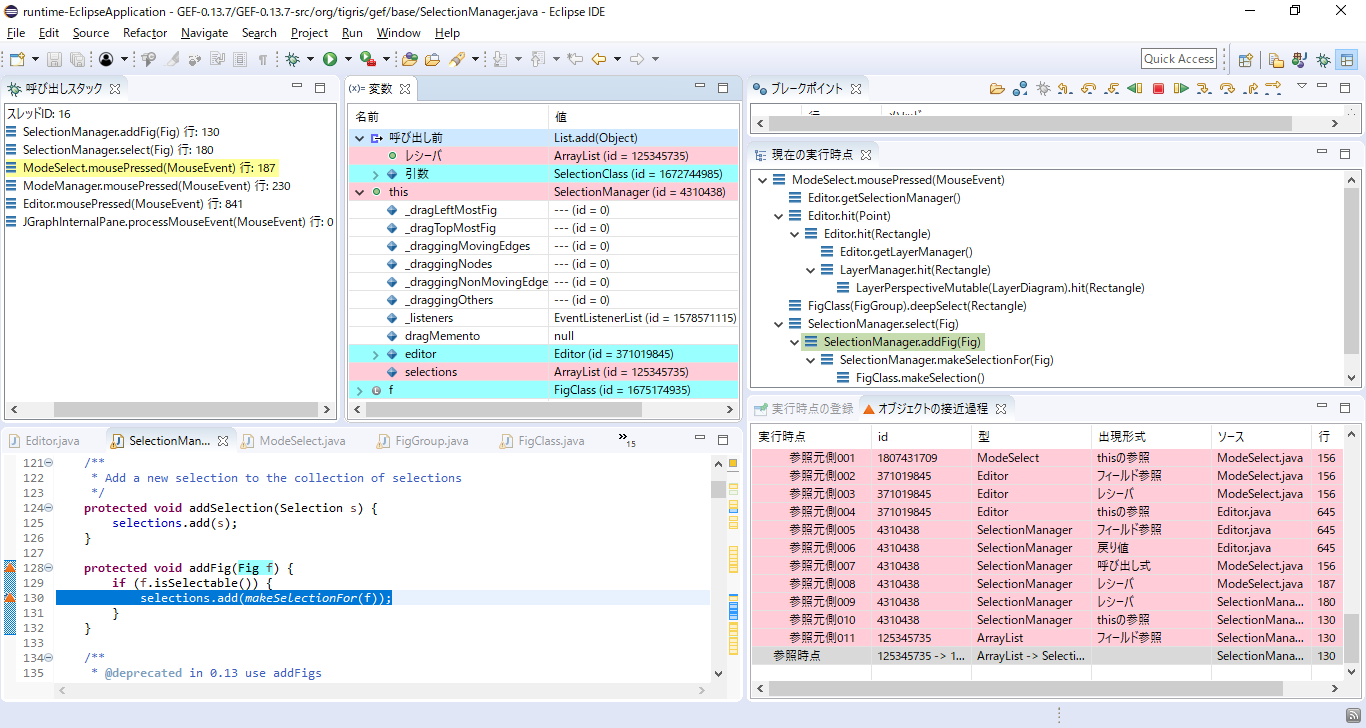 runtime-EclipseApplication - GEF-0.13.7/GEF-0.13.7-src/org/tigris/gef/base/SelectionManager.java - Eclipse IDE
File Edit Source Refactor Navigate Search Project Run Window Help
Quick Access
呼び出しスタック
スレッドID: 16
SelectionManager.addFig(Fig) 行: 130
SelectionManager.select(Fig) 行: 180
ModeSelect.mousePressed(MouseEvent) 行: 187
ModeManager.mousePressed(MouseEvent) 行: 230
Editor.mousePressed(MouseEvent) 行: 841
JGraphInternalPane.processMouseEvent(MouseEvent) 行: 0
(x)= 変数
名前 値
呼び出し前 List.add(Object)
レシーバ ArrayList (id = 125345735)
引数 SelectionClass (id = 1672744985)
this SelectionManager (id = 4310438)
_dragLeftMostFig --- (id = 0)
_dragTopMostFig --- (id = 0)
_draggingMovingEdges --- (id = 0)
_draggingNodes --- (id = 0)
_draggingNonMovingEdge --- (id = 0)
_draggingOthers --- (id = 0)
_listeners EventListenerList (id = 1578571115)
dragMemento null
editor Editor (id = 371019845)
selections ArrayList (id = 125345735)
f FigClass (id = 1675174935)
ブレークポイント
現在の実行時点
ModeSelect.mousePressed(MouseEvent)
Editor.getSelectionManager()
Editor.hit(Point)
Editor.hit(Rectangle)
Editor.getLayerManager()
LayerManager.hit(Rectangle)
LayerPerspectiveMutable(LayerDiagram).hit(Rectangle)
FigClass(FigGroup).deepSelect(Rectangle)
SelectionManager.select(Fig)
SelectionManager.addFig(Fig)
SelectionManager.makeSelectionFor(Fig)
FigClass.makeSelection()
Editor.java SelectionMan... ModeSelect.java FigGroup.java FigClass.java »15
121 /**
122 * Add a new selection to the collection of selections
123 */
124 protected void addSelection(Selection s) {
125 selections.add(s);
126 }
127
128 protected void addFig(Fig f) {
129 if (f.isSelectable()) {
130 selections.add(makeSelectionFor(f));
131 }
132 }
133
134 /**
135 * @deprecated in 0.13 use addFigs
実行時点の登録 オブジェクトの接近過程
実行時点 id 型 出現形式 ソース 行
参照元側001 1807431709 ModeSelect thisの参照 ModeSelect.java 156
参照元側002 371019845 Editor フィールド参照 ModeSelect.java 156
参照元側003 371019845 Editor レシーバ ModeSelect.java 156
参照元側004 371019845 Editor thisの参照 Editor.java 645
参照元側005 4310438 SelectionManager フィールド参照 Editor.java 645
参照元側006 4310438 SelectionManager 戻り値 Editor.java 645
参照元側007 4310438 SelectionManager 呼び出し式 ModeSelect.java 156
参照元側008 4310438 SelectionManager レシーバ ModeSelect.java 187
参照元側009 4310438 SelectionManager レシーバ SelectionMana... 180
参照元側010 4310438 SelectionManager thisの参照 SelectionMana... 130
参照元側011 125345735 ArrayList フィールド参照 SelectionMana... 130
参照時点 125345735 -> 1... ArrayList -> Selecti... SelectionMana... 130